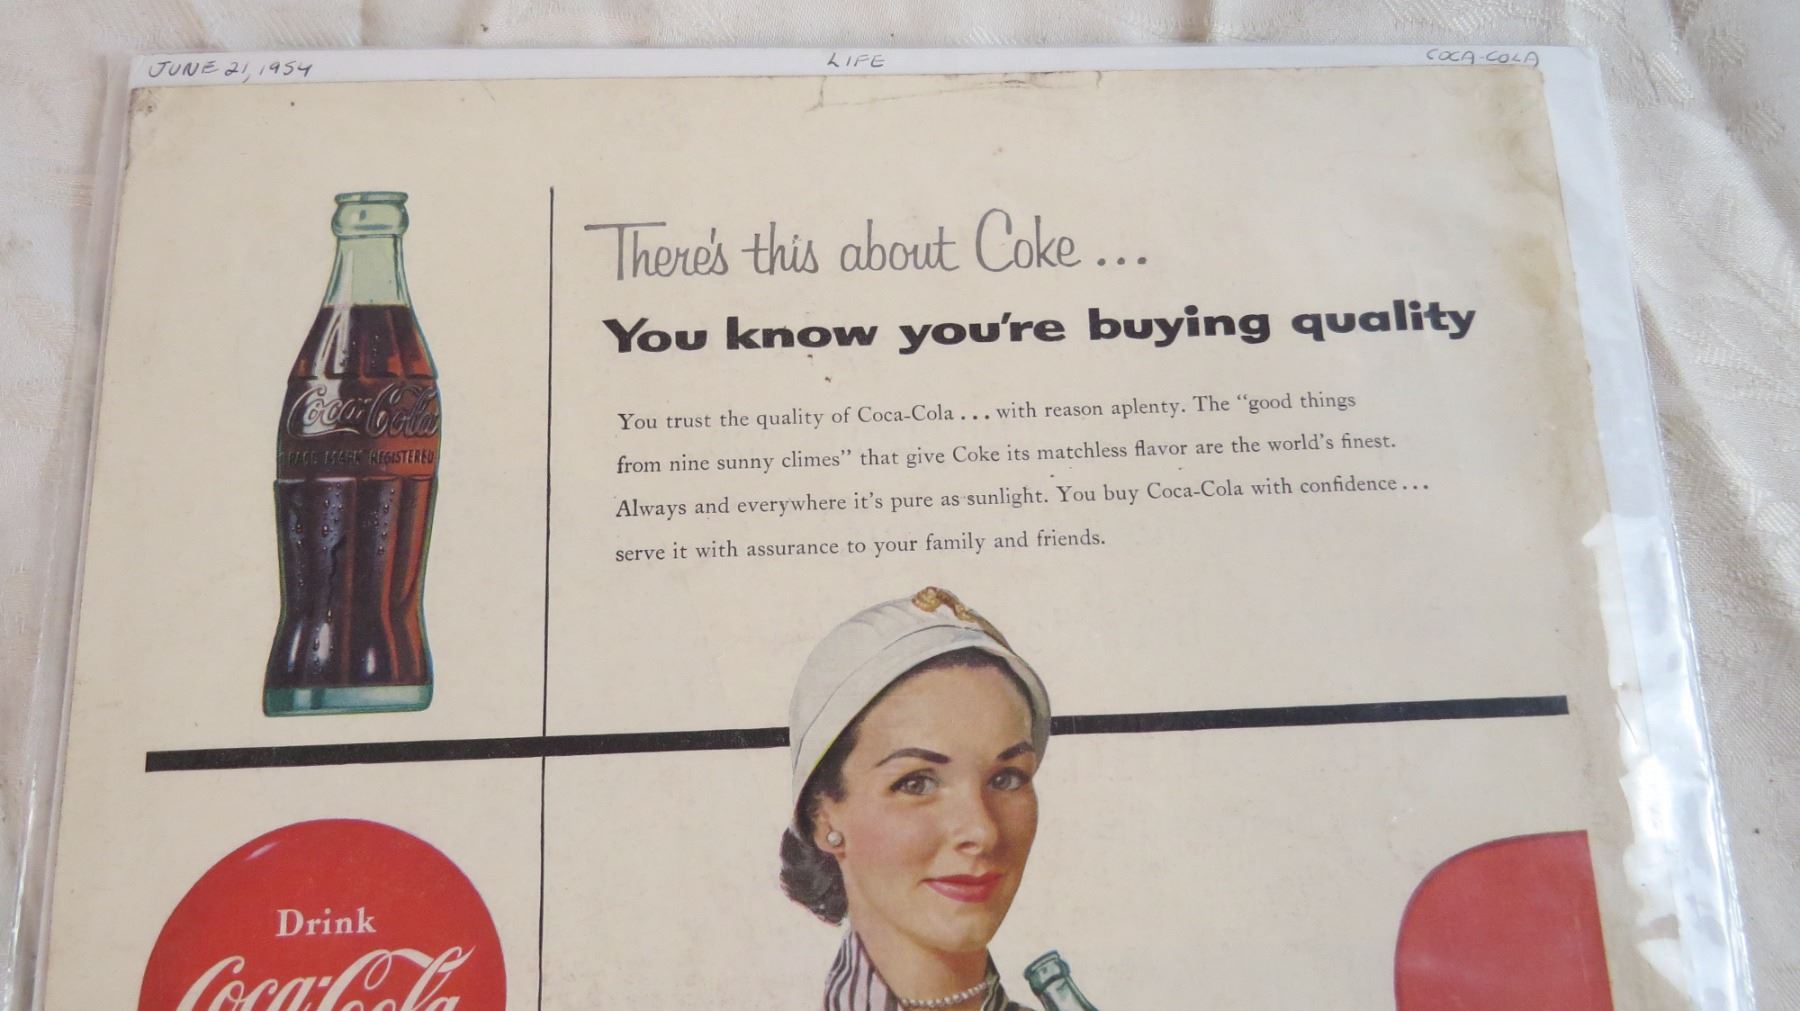 JUNE 21, 1954
LIFE
COCA-COLA
There's this about Coke...
You know you're buying quality
You trust the quality of Coca-Cola... with reason aplenty. The “good things
from nine sunny climes” that give Coke its matchless flavor are the world's finest.
Always and everywhere it's pure as sunlight. You buy Coca-Cola with confidence...
serve it with assurance to your family and friends.
Coca-Cola
TRADE MARK REGISTERED
Drink
Coca-Cola